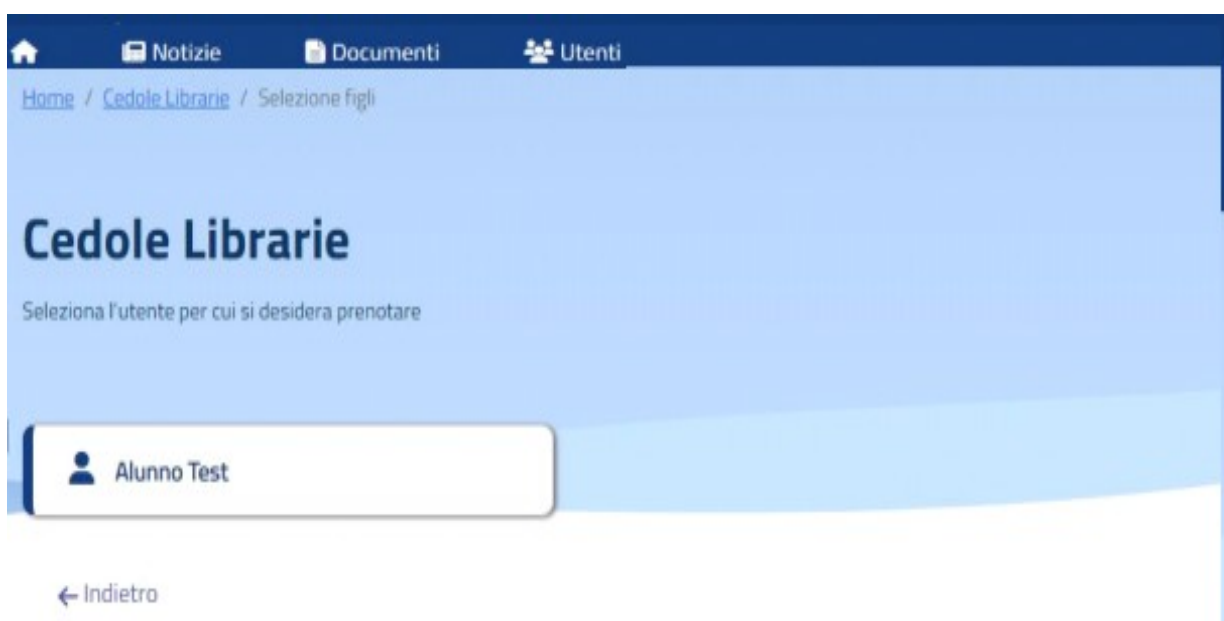 Notizie Documenti Utenti
Home / Cedole Librarie / Selezione figli
Cedole Librarie
Seleziona l'utente per cui si desidera prenotare
Alunno Test
← Indietro